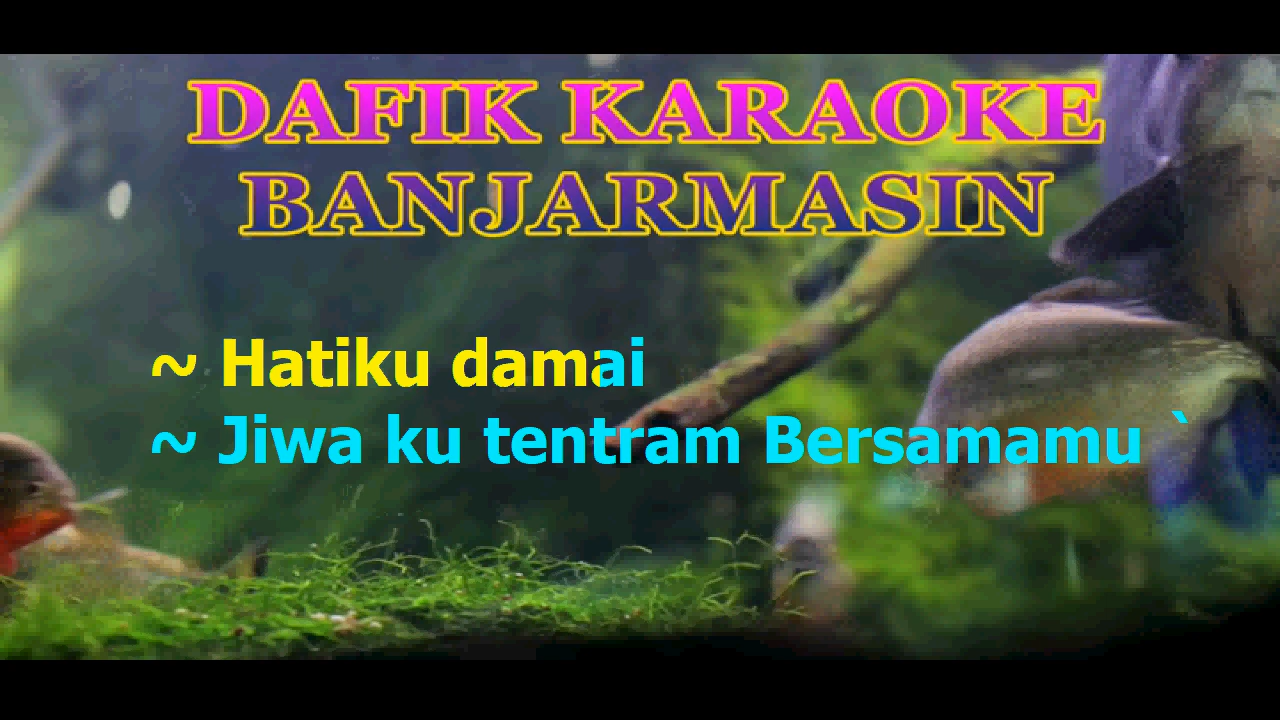 DAFIK KARAOKE
BANJARMASIN
~ Hatiku damai
~ Jiwa ku tentram Bersamamu `